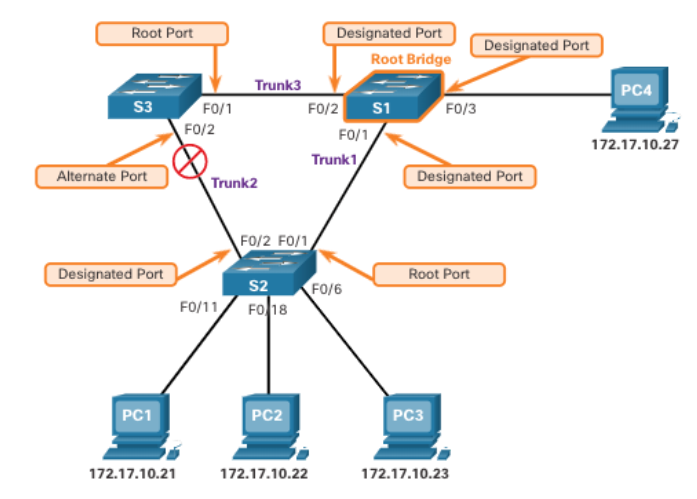 Root Port
Designated Port
Designated Port
Root Bridge
Trunk3
PC4
S3
F0/1
F0/2
S1
F0/3
F0/2
F0/1
172.17.10.27
Trunk1
Alternate Port
Trunk2
Designated Port
F0/2
F0/1
Designated Port
Root Port
S2
F0/6
F0/11
F0/18
PC1
PC2
PC3
172.17.10.21
172.17.10.22
172.17.10.23